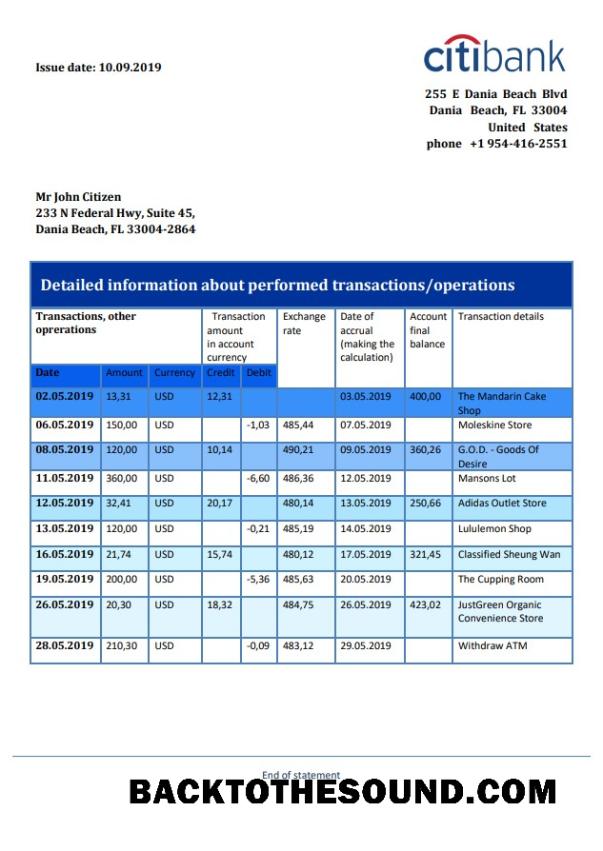 Issue date: 10.09.2019
citibank
255 E Dania Beach Blvd
Dania Beach, FL 33004
United States
phone +1 954-416-2551
Mr John Citizen
233 N Federal Hwy, Suite 45,
Dania Beach, FL 33004-2864
Detailed information about performed transactions/operations
Transactions, other oprerations Transaction amount in account currency Exchange rate Date of accrual (making the calculation) Account final balance Transaction details
Date Amount Currency Credit Debit
02.05.2019 13,31 USD 12,31 03.05.2019 400,00 The Mandarin Cake Shop
06.05.2019 150,00 USD -1,03 485,44 07.05.2019 Moleskine Store
08.05.2019 120,00 USD 10,14 490,21 09.05.2019 360,26 G.O.D. - Goods Of Desire
11.05.2019 360,00 USD -6,60 486,36 12.05.2019 Mansons Lot
12.05.2019 32,41 USD 20,17 480,14 13.05.2019 250,66 Adidas Outlet Store
13.05.2019 120,00 USD -0,21 485,19 14.05.2019 Lululemon Shop
16.05.2019 21,74 USD 15,74 480,12 17.05.2019 321,45 Classified Sheung Wan
19.05.2019 200,00 USD -5,36 485,63 20.05.2019 The Cupping Room
26.05.2019 20,30 USD 18,32 484,75 26.05.2019 423,02 JustGreen Organic Convenience Store
28.05.2019 210,30 USD -0,09 483,12 29.05.2019 Withdraw ATM
End of statement
BACKTOTHESOUND.COM